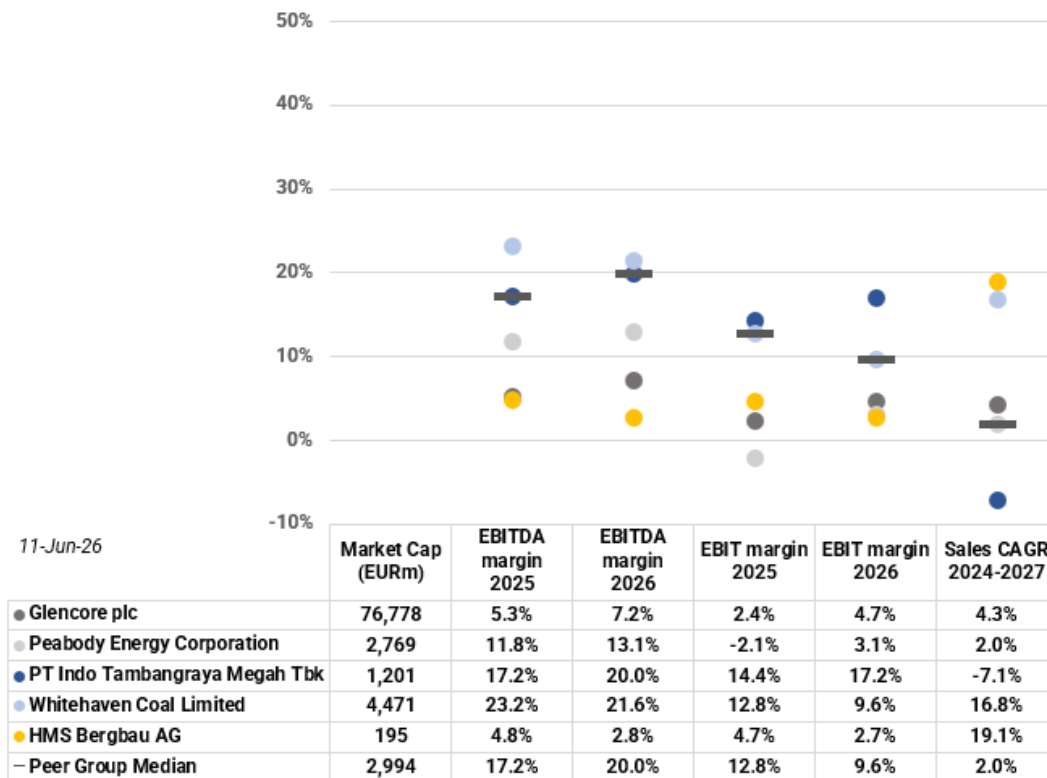 50%
40%
30%
20%
10%
0%
-10%
11-Jun-26
Market Cap (EURm) EBITDA margin 2025 EBITDA margin 2026 EBIT margin 2025 EBIT margin 2026 Sales CAGR 2024-2027
Glencore plc 76,778 5.3% 7.2% 2.4% 4.7% 4.3%
Peabody Energy Corporation 2,769 11.8% 13.1% -2.1% 3.1% 2.0%
PT Indo Tambangraya Megah Tbk 1,201 17.2% 20.0% 14.4% 17.2% -7.1%
Whitehaven Coal Limited 4,471 23.2% 21.6% 12.8% 9.6% 16.8%
HMS Bergbau AG 195 4.8% 2.8% 4.7% 2.7% 19.1%
Peer Group Median 2,994 17.2% 20.0% 12.8% 9.6% 2.0%